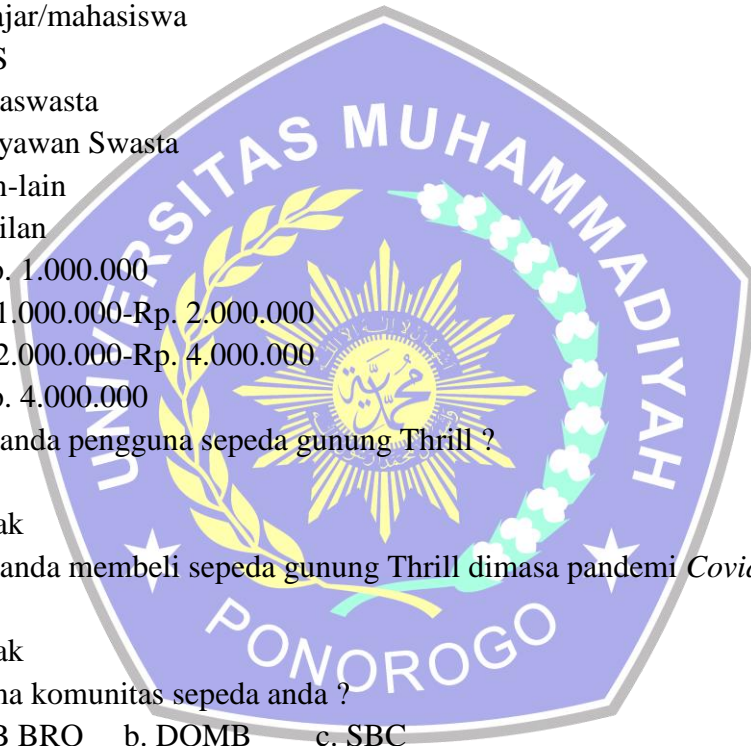 ajar/mahasiswa
S
aswasta
yawan Swasta
n-lain
ilan
. 1.000.000
1.000.000-Rp. 2.000.000
2.000.000-Rp. 4.000.000
. 4.000.000
anda pengguna sepeda gunung Thrill ?
ak
anda membeli sepeda gunung Thrill dimasa pandemi Covid
ak
na komunitas sepeda anda ?
B BRO b. DOMB c. SBC
UNIVERSITAS MUHAMMADIYAH
PONOROGO
محمدية